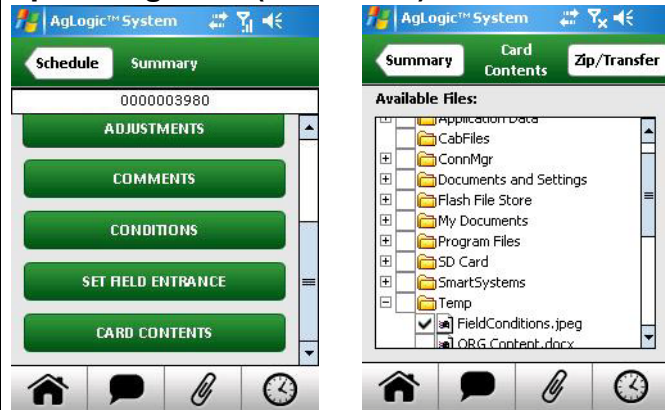 AgLogic™ System
Schedule
Summary
0000003980
ADJUSTMENTS
COMMENTS
CONDITIONS
SET FIELD ENTRANCE
CARD CONTENTS
AgLogic™ System
Summary
Card
Contents
Zip/Transfer
Available Files:
Application Data
CabFiles
ConnMgr
Documents and Settings
Flash File Store
My Documents
Program Files
SD Card
SmartSystems
Temp
FieldConditions.jpeg
ORG Content.docx